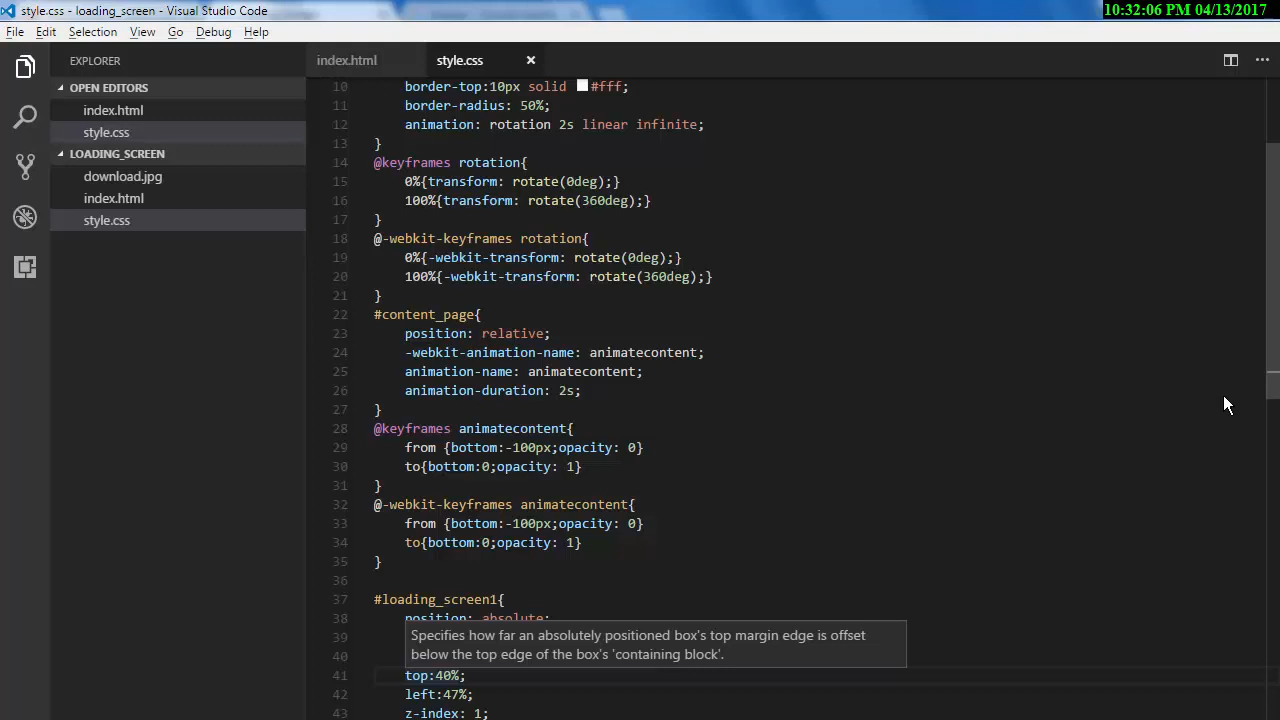 style.css - loading_screen - Visual Studio Code
10:32:06 PM 04/13/2017
File Edit Selection View Go Debug Help
EXPLORER
OPEN EDITORS
index.html
style.css
LOADING_SCREEN
download.jpg
index.html
style.css
index.html style.css
10 border-top:10px solid #fff;
11 border-radius: 50%;
12 animation: rotation 2s linear infinite;
13 }
14 @keyframes rotation{
15 0%{transform: rotate(0deg);}
16 100%{transform: rotate(360deg);}
17 }
18 @-webkit-keyframes rotation{
19 0%{-webkit-transform: rotate(0deg);}
20 100%{-webkit-transform: rotate(360deg);}
21 }
22 #content_page{
23 position: relative;
24 -webkit-animation-name: animatecontent;
25 animation-name: animatecontent;
26 animation-duration: 2s;
27 }
28 @keyframes animatecontent{
29 from {bottom:-100px;opacity: 0}
30 to{bottom:0;opacity: 1}
31 }
32 @-webkit-keyframes animatecontent{
33 from {bottom:-100px;opacity: 0}
34 to{bottom:0;opacity: 1}
35 }
36
37 #loading_screen1{
38 position: absolute;
39 Specifies how far an absolutely positioned box's top margin edge is offset
40 below the top edge of the box's 'containing block'.
41 top:40%;
42 left:47%;
43 z-index: 1;